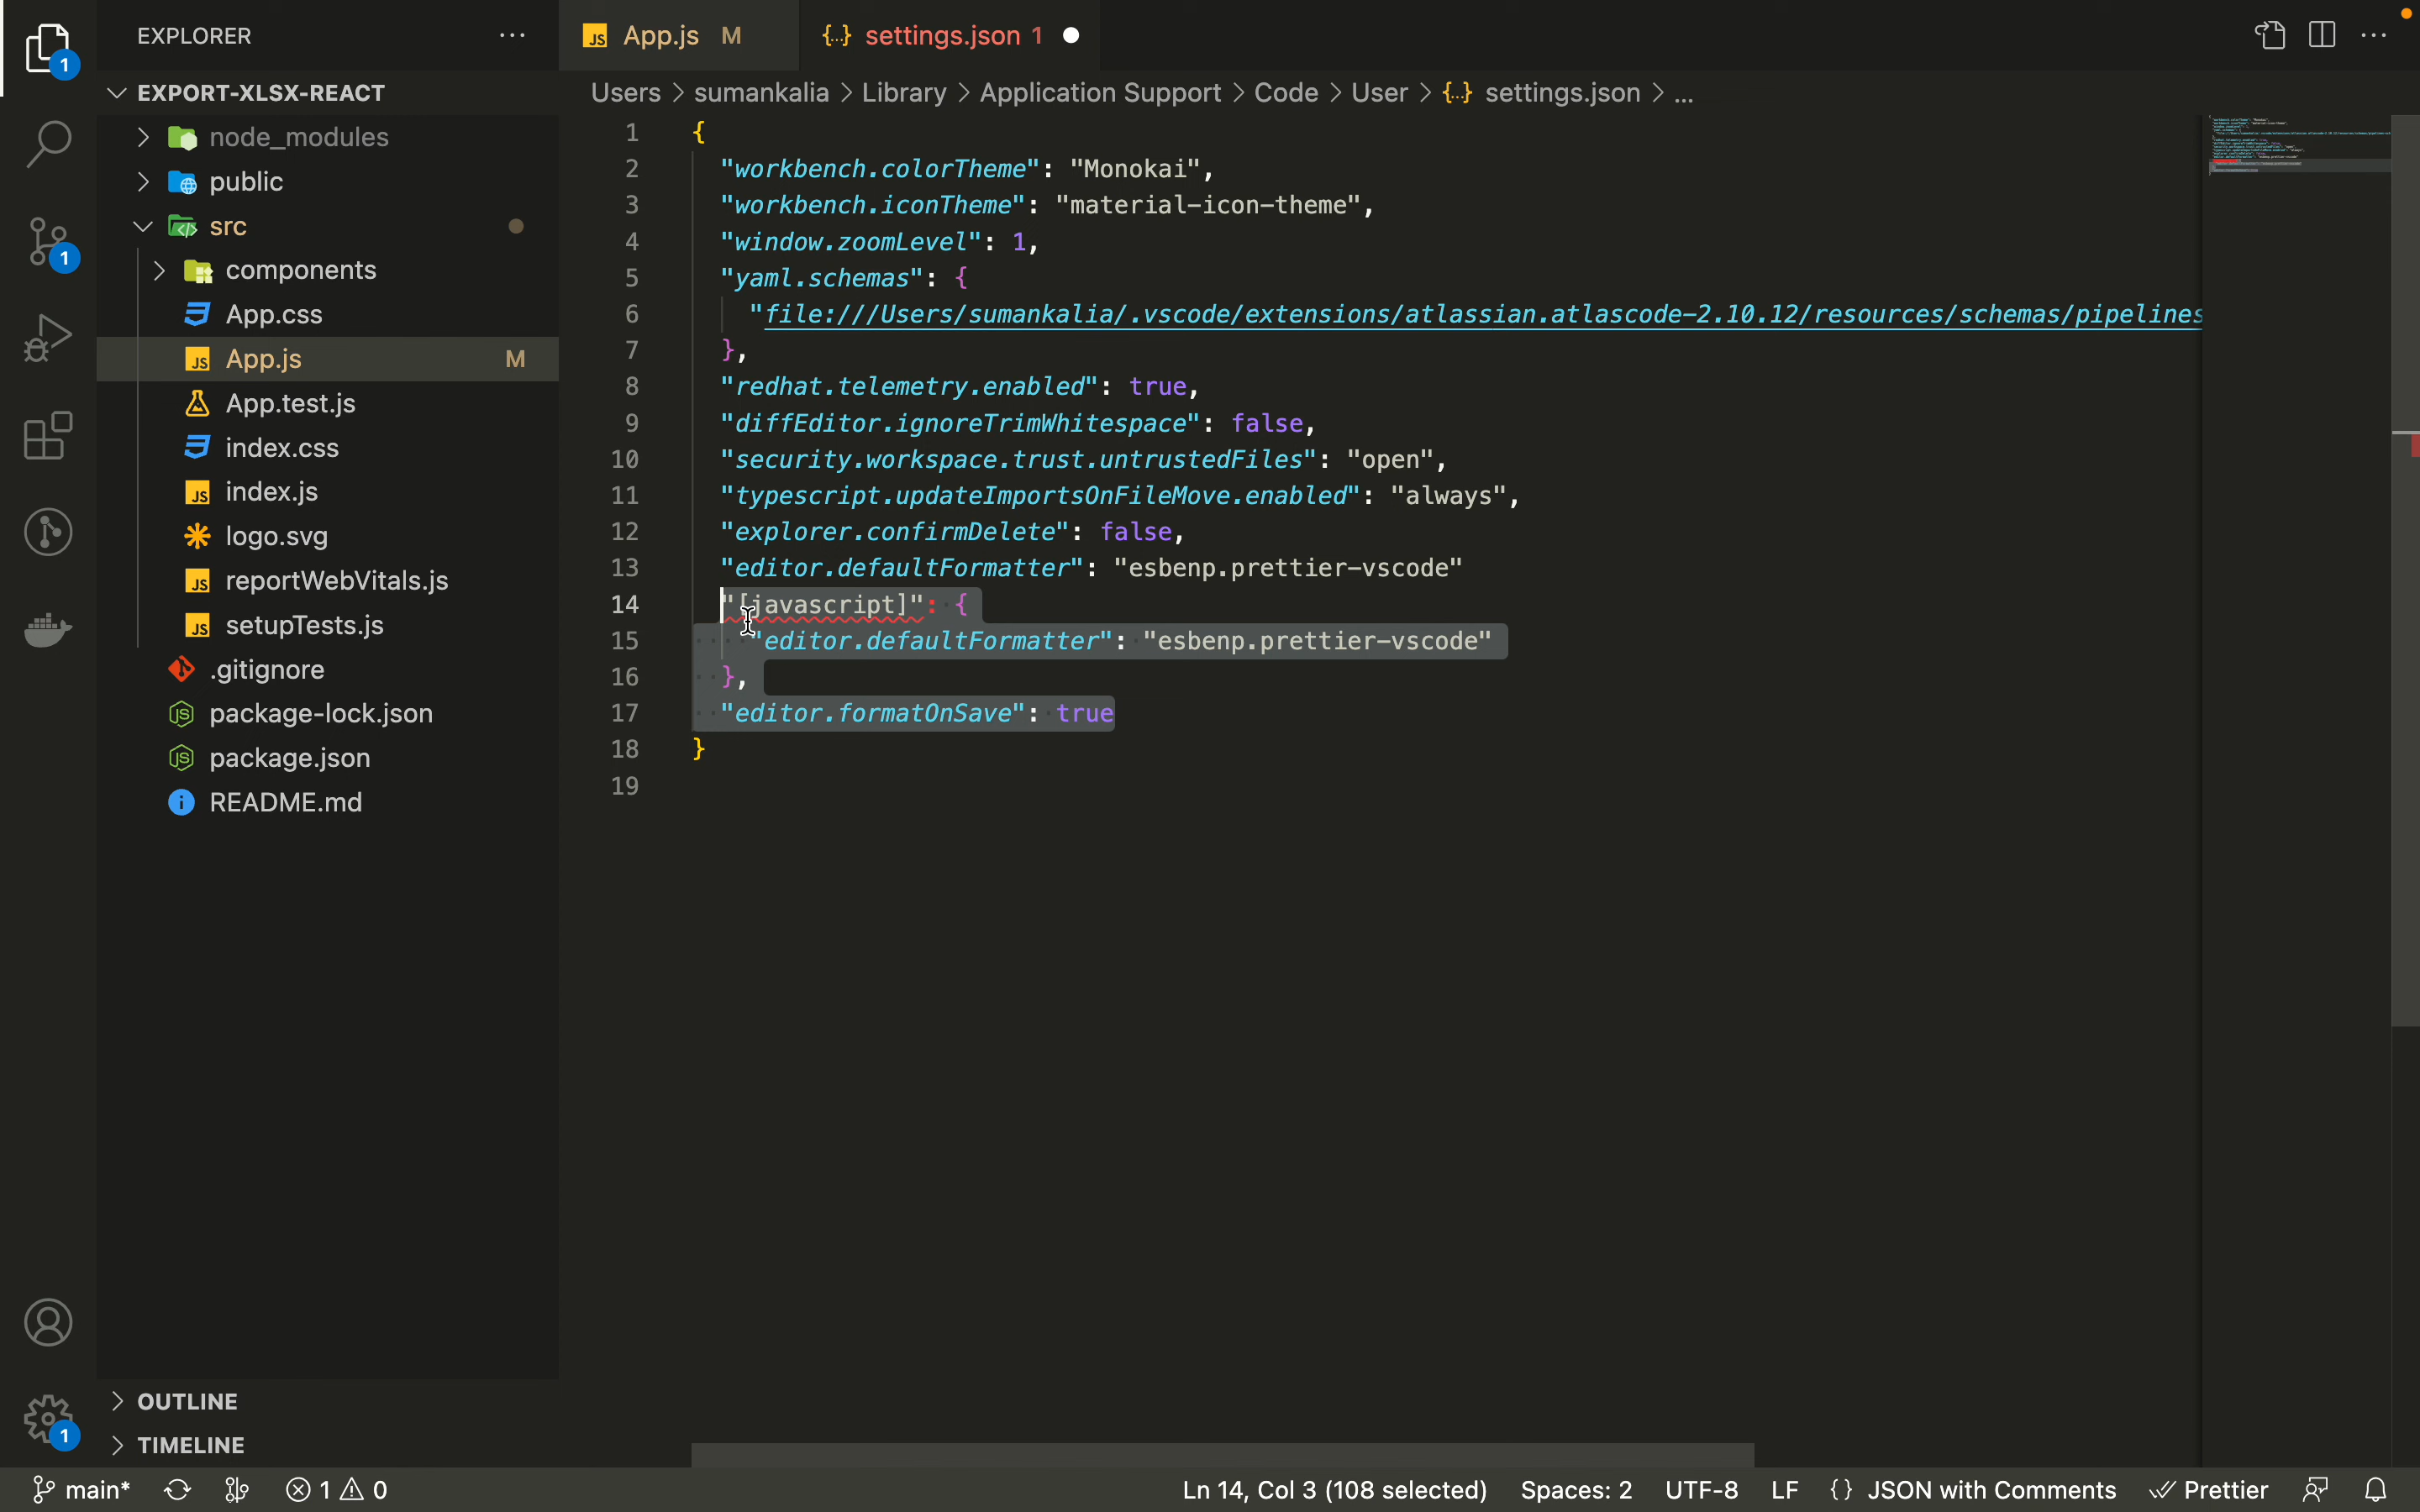 EXPLORER
App.js M
settings.json 1
EXPORT-XLSX-REACT
Users > sumankalia > Library > Application Support > Code > User > {..} settings.json > ...
node_modules
public
src
components
App.css
App.js M
App.test.js
index.css
index.js
logo.svg
reportWebVitals.js
setupTests.js
.gitignore
package-lock.json
package.json
README.md
1 {
2 "workbench.colorTheme": "Monokai",
3 "workbench.iconTheme": "material-icon-theme",
4 "window.zoomLevel": 1,
5 "yaml.schemas": {
6 "file:///Users/sumankalia/.vscode/extensions/atlassian.atlascode-2.10.12/resources/schemas/pipelines
7 },
8 "redhat.telemetry.enabled": true,
9 "diffEditor.ignoreTrimWhitespace": false,
10 "security.workspace.trust.untrustedFiles": "open",
11 "typescript.updateImportsOnFileMove.enabled": "always",
12 "explorer.confirmDelete": false,
13 "editor.defaultFormatter": "esbenp.prettier-vscode"
14 "[javascript]": {
15 "editor.defaultFormatter": "esbenp.prettier-vscode"
16 },
17 "editor.formatOnSave": true
18 }
19
1
1
1
OUTLINE
TIMELINE
main* 1 0 Ln 14, Col 3 (108 selected) Spaces: 2 UTF-8 LF {} JSON with Comments Prettier